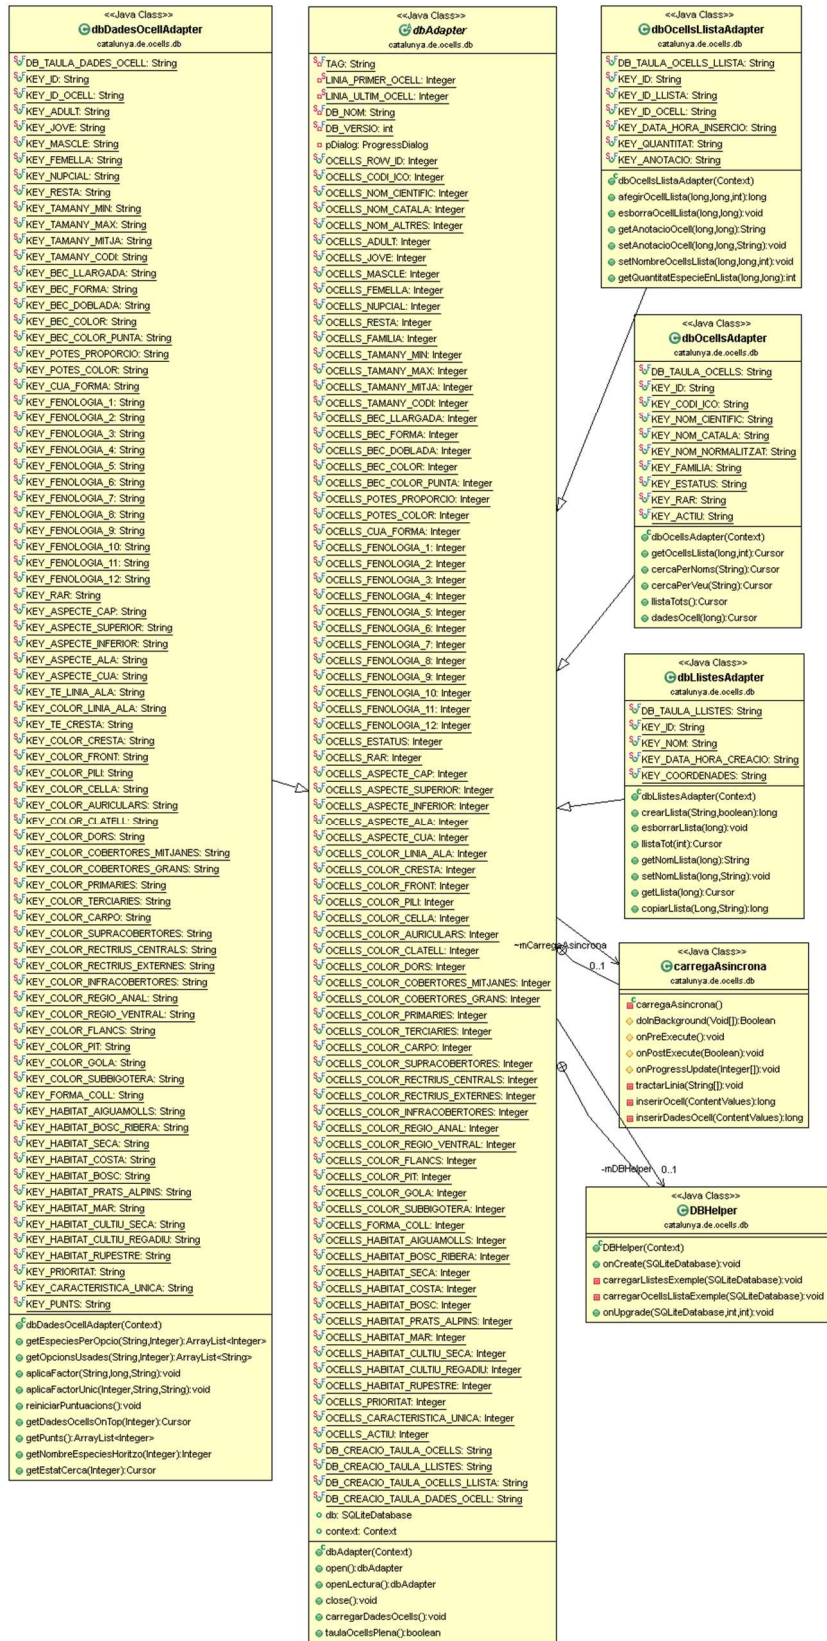 <<Java Class>>
dbDadesOcellAdapter
catalunya.de.ocells.db
DB_TAULA_DADES_OCELL: String
KEY_ID: String
KEY_ID_OCELL: String
KEY_ADULT: String
KEY_JOVE: String
KEY_MASCLE: String
KEY_FEMELLA: String
KEY_NUPCIAL: String
KEY_RESTA: String
KEY_TAMANY_MIN: String
KEY_TAMANY_MAX: String
KEY_TAMANY_MITJA: String
KEY_TAMANY_CODI: String
KEY_BEC_LLARGADA: String
KEY_BEC_FORMA: String
KEY_BEC_DOBLADA: String
KEY_BEC_COLOR: String
KEY_BEC_COLOR_PUNTA: String
KEY_POTES_PROPORCIO: String
KEY_POTES_COLOR: String
KEY_CUA_FORMA: String
KEY_FENOLOGIA_1: String
KEY_FENOLOGIA_2: String
KEY_FENOLOGIA_3: String
KEY_FENOLOGIA_4: String
KEY_FENOLOGIA_5: String
KEY_FENOLOGIA_6: String
KEY_FENOLOGIA_7: String
KEY_FENOLOGIA_8: String
KEY_FENOLOGIA_9: String
KEY_FENOLOGIA_10: String
KEY_FENOLOGIA_11: String
KEY_FENOLOGIA_12: String
KEY_RAR: String
KEY_ASPECTE_CAP: String
KEY_ASPECTE_SUPERIOR: String
KEY_ASPECTE_INFERIOR: String
KEY_ASPECTE_ALA: String
KEY_ASPECTE_CUA: String
KEY_TE_LINIA_ALA: String
KEY_COLOR_LINIA_ALA: String
KEY_TE_CRESTA: String
KEY_COLOR_CRESTA: String
KEY_COLOR_FRONT: String
KEY_COLOR_PILI: String
KEY_COLOR_CELLA: String
KEY_COLOR_AURICULARS: String
KEY_COLOR_CLATELL: String
KEY_COLOR_DORS: String
KEY_COLOR_COBERTORES_MITJANES: String
KEY_COLOR_COBERTORES_GRANS: String
KEY_COLOR_PRIMARIES: String
KEY_COLOR_TERCIARIES: String
KEY_COLOR_CARPO: String
KEY_COLOR_SUPRACOBERTORES: String
KEY_COLOR_RECTRIUS_CENTRALS: String
KEY_COLOR_RECTRIUS_EXTERNES: String
KEY_COLOR_INFRACOBERTORES: String
KEY_COLOR_REGIO_ANAL: String
KEY_COLOR_REGIO_VENTRAL: String
KEY_COLOR_FLANCS: String
KEY_COLOR_PIT: String
KEY_COLOR_GOLA: String
KEY_COLOR_SUBBIGOTERA: String
KEY_FORMA_COLL: String
KEY_HABITAT_AIGUAMOLLS: String
KEY_HABITAT_BOSC_RIBERA: String
KEY_HABITAT_SECA: String
KEY_HABITAT_COSTA: String
KEY_HABITAT_BOSC: String
KEY_HABITAT_PRATS_ALPINS: String
KEY_HABITAT_MAR: String
KEY_HABITAT_CULTIU_SECA: String
KEY_HABITAT_CULTIU_REGADIU: String
KEY_HABITAT_RUPESTRE: String
KEY_PRIORITAT: String
KEY_CARACTERISTICA_UNICA: String
KEY_PUNTS: String
dbDadesOcellAdapter(Context)
getEspeciesPerOpcio(String,Integer):ArrayList<Integer>
getOpcionsUsades(String,Integer):ArrayList<String>
aplicaFactor(String,long,String):void
aplicaFactorUnic(Integer,String,String):void
reiniciarPuntuacions():void
getDadesOcellsOnTop(Integer):Cursor
getPunts():ArrayList<Integer>
getNombreEspeciesHoritzo(Integer):Integer
getEstatCerca(Integer):Cursor
<<Java Class>>
dbAdapter
catalunya.de.ocells.db
TAG: String
LINIA_PRIMER_OCELL: Integer
LINIA_ULTIM_OCELL: Integer
DB_NOM: String
DB_VERSIO: int
pDialog: ProgressDialog
OCELLS_ROW_ID: Integer
OCELLS_CODI_ICO: Integer
OCELLS_NOM_CIENTIFIC: Integer
OCELLS_NOM_CATALA: Integer
OCELLS_NOM_ALTRES: Integer
OCELLS_ADULT: Integer
OCELLS_JOVE: Integer
OCELLS_MASCLE: Integer
OCELLS_FEMELLA: Integer
OCELLS_NUPCIAL: Integer
OCELLS_RESTA: Integer
OCELLS_FAMILIA: Integer
OCELLS_TAMANY_MIN: Integer
OCELLS_TAMANY_MAX: Integer
OCELLS_TAMANY_MITJA: Integer
OCELLS_TAMANY_CODI: Integer
OCELLS_BEC_LLARGADA: Integer
OCELLS_BEC_FORMA: Integer
OCELLS_BEC_DOBLADA: Integer
OCELLS_BEC_COLOR: Integer
OCELLS_BEC_COLOR_PUNTA: Integer
OCELLS_POTES_PROPORCIO: Integer
OCELLS_POTES_COLOR: Integer
OCELLS_CUA_FORMA: Integer
OCELLS_FENOLOGIA_1: Integer
OCELLS_FENOLOGIA_2: Integer
OCELLS_FENOLOGIA_3: Integer
OCELLS_FENOLOGIA_4: Integer
OCELLS_FENOLOGIA_5: Integer
OCELLS_FENOLOGIA_6: Integer
OCELLS_FENOLOGIA_7: Integer
OCELLS_FENOLOGIA_8: Integer
OCELLS_FENOLOGIA_9: Integer
OCELLS_FENOLOGIA_10: Integer
OCELLS_FENOLOGIA_11: Integer
OCELLS_FENOLOGIA_12: Integer
OCELLS_ESTATUS: Integer
OCELLS_RAR: Integer
OCELLS_ASPECTE_CAP: Integer
OCELLS_ASPECTE_SUPERIOR: Integer
OCELLS_ASPECTE_INFERIOR: Integer
OCELLS_ASPECTE_ALA: Integer
OCELLS_ASPECTE_CUA: Integer
OCELLS_COLOR_LINIA_ALA: Integer
OCELLS_COLOR_CRESTA: Integer
OCELLS_COLOR_FRONT: Integer
OCELLS_COLOR_PILI: Integer
OCELLS_COLOR_CELLA: Integer
OCELLS_COLOR_AURICULARS: Integer
OCELLS_COLOR_CLATELL: Integer
OCELLS_COLOR_DORS: Integer
OCELLS_COLOR_COBERTORES_MITJANES: Integer
OCELLS_COLOR_COBERTORES_GRANS: Integer
OCELLS_COLOR_PRIMARIES: Integer
OCELLS_COLOR_TERCIARIES: Integer
OCELLS_COLOR_CARPO: Integer
OCELLS_COLOR_SUPRACOBERTORES: Integer
OCELLS_COLOR_RECTRIUS_CENTRALS: Integer
OCELLS_COLOR_RECTRIUS_EXTERNES: Integer
OCELLS_COLOR_INFRACOBERTORES: Integer
OCELLS_COLOR_REGIO_ANAL: Integer
OCELLS_COLOR_REGIO_VENTRAL: Integer
OCELLS_COLOR_FLANCS: Integer
OCELLS_COLOR_PIT: Integer
OCELLS_COLOR_GOLA: Integer
OCELLS_COLOR_SUBBIGOTERA: Integer
OCELLS_FORMA_COLL: Integer
OCELLS_HABITAT_AIGUAMOLLS: Integer
OCELLS_HABITAT_BOSC_RIBERA: Integer
OCELLS_HABITAT_SECA: Integer
OCELLS_HABITAT_COSTA: Integer
OCELLS_HABITAT_BOSC: Integer
OCELLS_HABITAT_PRATS_ALPINS: Integer
OCELLS_HABITAT_MAR: Integer
OCELLS_HABITAT_CULTIU_SECA: Integer
OCELLS_HABITAT_CULTIU_REGADIU: Integer
OCELLS_HABITAT_RUPESTRE: Integer
OCELLS_PRIORITAT: Integer
OCELLS_CARACTERISTICA_UNICA: Integer
OCELLS_ACTIU: Integer
DB_CREACIO_TAULA_OCELLS: String
DB_CREACIO_TAULA_LLISTES: String
DB_CREACIO_TAULA_OCELLS_LLISTA: String
DB_CREACIO_TAULA_DADES_OCELL: String
db: SQLiteDatabase
context: Context
dbAdapter(Context)
open():dbAdapter
openLectura():dbAdapter
close():void
carregarDadesOcells():void
taulaOcellsPlena():boolean
<<Java Class>>
dbOcellsLlistaAdapter
catalunya.de.ocells.db
DB_TAULA_OCELLS_LLISTA: String
KEY_ID: String
KEY_ID_LLISTA: String
KEY_ID_OCELL: String
KEY_DATA_HORA_INSERCIO: String
KEY_QUANTITAT: String
KEY_ANOTACIO: String
dbOcellsLlistaAdapter(Context)
afegirOcellLlista(long,long,int):long
esborraOcellLlista(long,long):void
getAnotacioOcell(long,long):String
setAnotacioOcell(long,long,String):void
setNombreOcellsLlista(long,long,int):void
getQuantitatEspecieEnLlista(long,long):int
<<Java Class>>
dbOcellsAdapter
catalunya.de.ocells.db
DB_TAULA_OCELLS: String
KEY_ID: String
KEY_CODI_ICO: String
KEY_NOM_CIENTIFIC: String
KEY_NOM_CATALA: String
KEY_NOM_NORMALITZAT: String
KEY_FAMILIA: String
KEY_ESTATUS: String
KEY_RAR: String
KEY_ACTIU: String
dbOcellsAdapter(Context)
getOcellsLlista(long,int):Cursor
cercaPerNoms(String):Cursor
cercaPerVeu(String):Cursor
llistaTots():Cursor
dadesOcell(long):Cursor
<<Java Class>>
dbLlistesAdapter
catalunya.de.ocells.db
DB_TAULA_LLISTES: String
KEY_ID: String
KEY_NOM: String
KEY_DATA_HORA_CREACIO: String
KEY_COORDENADES: String
dbLlistesAdapter(Context)
crearLlista(String,boolean):long
esborrarLlista(long):void
llistaTot(int):Cursor
getNomLlista(long):String
setNomLlista(long,String):void
getLlista(long):Cursor
copiarLlista(Long,String):long
~mCarregaAsincrona
0..1
<<Java Class>>
carregaAsincrona
catalunya.de.ocells.db
carregaAsincrona()
doInBackground(Void[]):Boolean
onPreExecute():void
onPostExecute(Boolean):void
onProgressUpdate(Integer[]):void
tractarLinia(String[]):void
inserirOcell(ContentValues):long
inserirDadesOcell(ContentValues):long
-mDBHelper
0..1
<<Java Class>>
DBHelper
catalunya.de.ocells.db
DBHelper(Context)
onCreate(SQLiteDatabase):void
carregarLlistesExemple(SQLiteDatabase):void
carregarOcellsLlistaExemple(SQLiteDatabase):void
onUpgrade(SQLiteDatabase,int,int):void